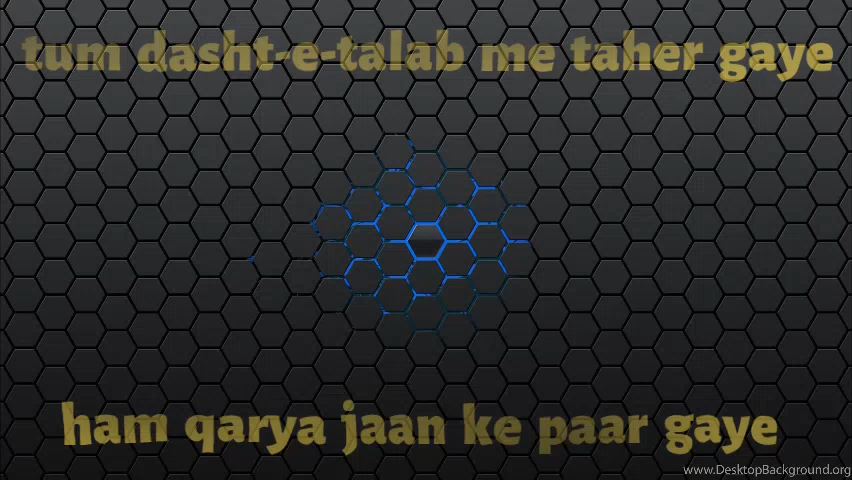 tum dasht-e-talab me taher gaye
ham qarya jaan ke paar gaye
www.DesktopBackground.org